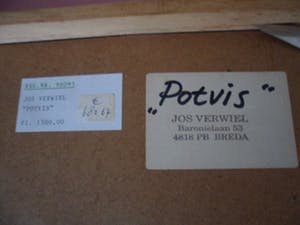 JOS VERWIEL
"POTVIS"
Fl. 1500,00
€
„Potvis"
JOS VERWIEL
Baronielaan 53
4818 PB BREDA